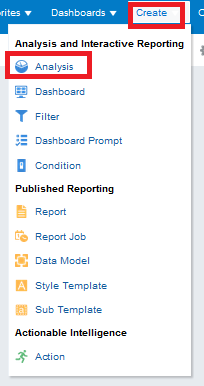 rites Dashboards Create
Analysis and Interactive Reporting
Analysis
Dashboard
Filter
Dashboard Prompt
Condition
Published Reporting
Report
Report Job
Data Model
Style Template
Sub Template
Actionable Intelligence
Action